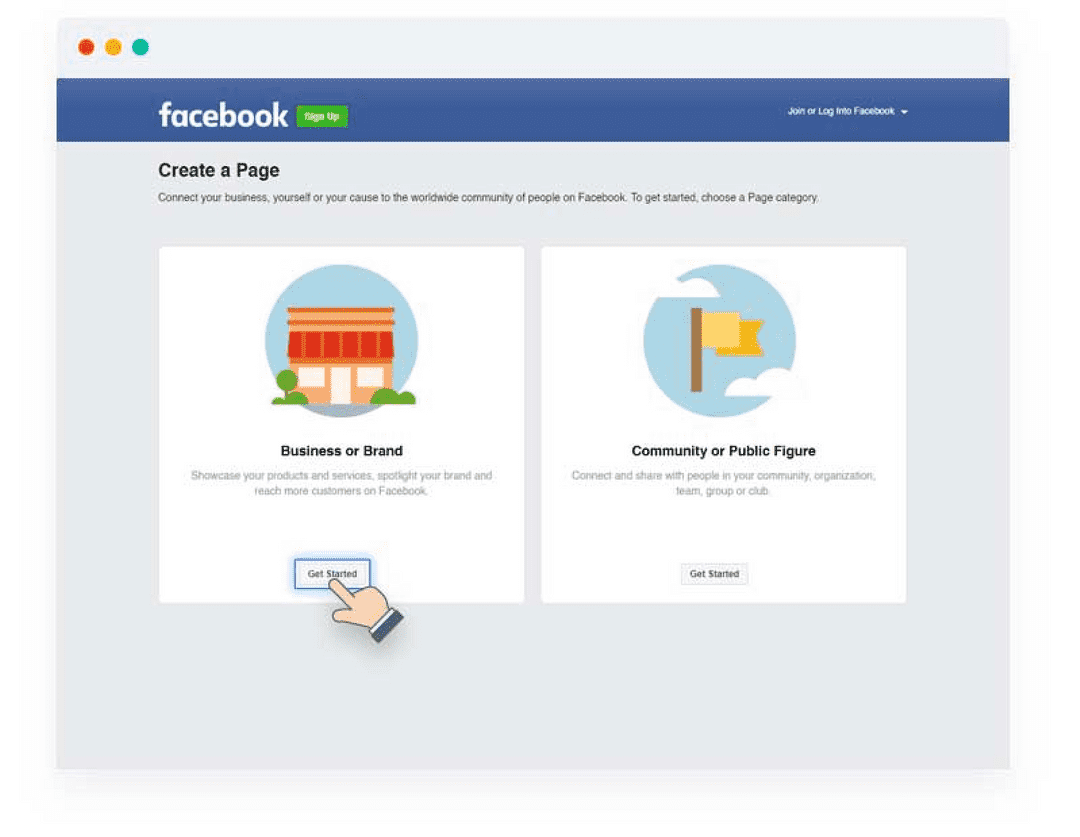 facebook Sign Up
Join or Log Into Facebook
Create a Page
Connect your business, yourself or your cause to the worldwide community of people on Facebook. To get started, choose a Page category.
Business or Brand
Showcase your products and services, spotlight your brand and
reach more customers on Facebook.
Get Started
Community or Public Figure
Connect and share with people in your community, organization,
team, group or club.
Get Started